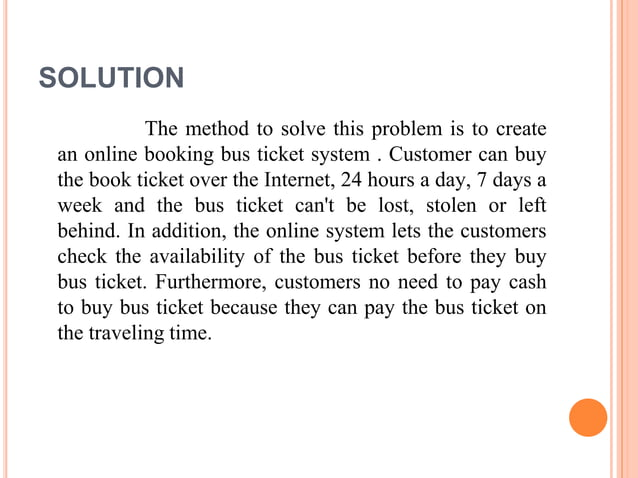 SOLUTION
The method to solve this problem is to create
an online booking bus ticket system . Customer can buy
the book ticket over the Internet, 24 hours a day, 7 days a
week and the bus ticket can't be lost, stolen or left
behind. In addition, the online system lets the customers
check the availability of the bus ticket before they buy
bus ticket. Furthermore, customers no need to pay cash
to buy bus ticket because they can pay the bus ticket on
the traveling time.